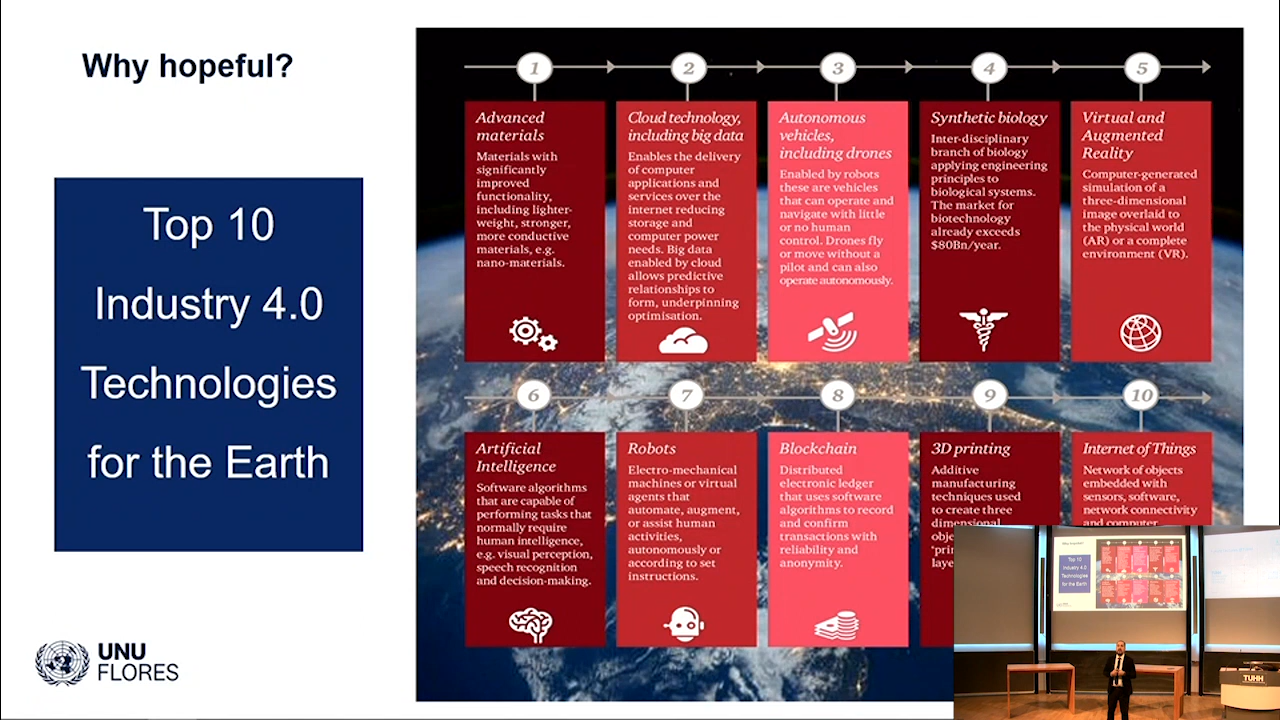 Why hopeful?
Top 10
Industry 4.0
Technologies
for the Earth
UNU
FLORES
1
2
3
4
5
Advanced
materials
Materials with
significantly
improved
functionality,
including lighter-
weight, stronger,
more conductive
materials, e.g.
nano-materials.
Cloud technology,
including big data
Enables the delivery
of computer
applications and
services over the
internet reducing
storage and
computer power
needs. Big data
enabled by cloud
allows predictive
relationships to
form, underpinning
optimisation.
Autonomous
vehicles,
including drones
Enabled by robots
these are vehicles
that can operate and
navigate with little
or no human
control. Drones fly
or move without a
pilot and can also
operate autonomously.
Synthetic biology
Inter-disciplinary
branch of biology
applying engineering
principles to
biological systems.
The market for
biotechnology
already exceeds
$80Bn/year.
Virtual and
Augmented
Reality
Computer-generated
simulation of a
three-dimensional
image overlaid to
the physical world
(AR) or a complete
environment (VR).
6
7
8
9
10
Artificial
Intelligence
Software algorithms
that are capable of
performing tasks that
normally require
human intelligence,
e.g. visual perception,
speech recognition
and decision-making.
Robots
Electro-mechanical
machines or virtual
agents that
automate, augment,
or assist human
activities,
autonomously or
according to set
instructions.
Blockchain
Distributed
electronic ledger
that uses software
algorithms to record
and confirm
transactions with
reliability and
anonymity.
3D printing
Additive
manufacturing
techniques used
to create three
dimensional
Internet of Things
Network of objects
embedded with
sensors, software,
network connectivity
and computer
Top 10
Industry 4.0
Technologies
for the Earth
TUHH